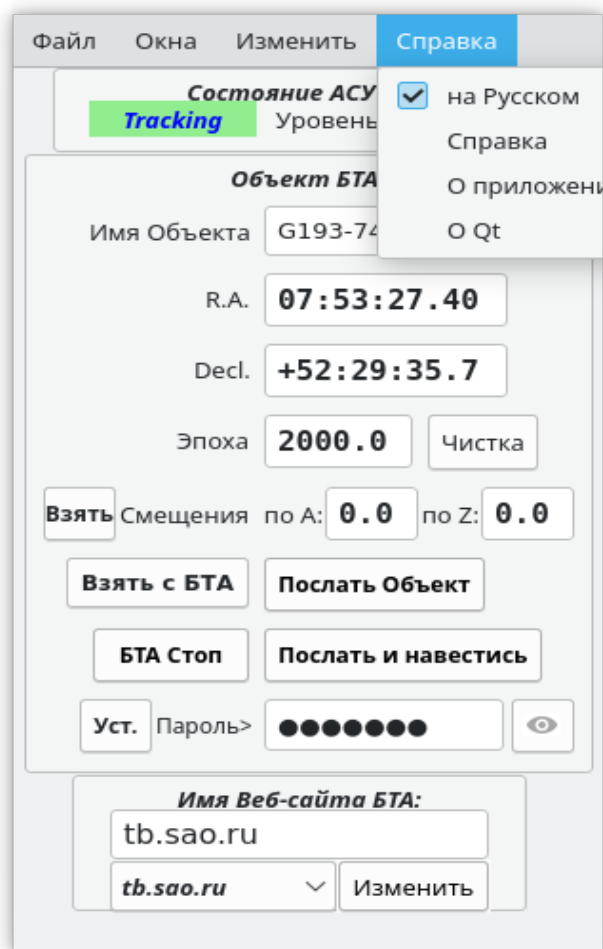 Файл Окна Изменить Справка
на Русском
Справка
О приложени
О Qt
Состояние АСУ
Tracking Уровень
Объект БТА
Имя Объекта G193-74
R.A. 07:53:27.40
Decl. +52:29:35.7
Эпоха 2000.0 Чистка
Взять Смещения по A: 0.0 по Z: 0.0
Взять с БТА Послать Объект
БТА Стоп Послать и навестись
Уст. Пароль> ●●●●●●●
Имя Веб-сайта БТА:
tb.sao.ru
tb.sao.ru Изменить